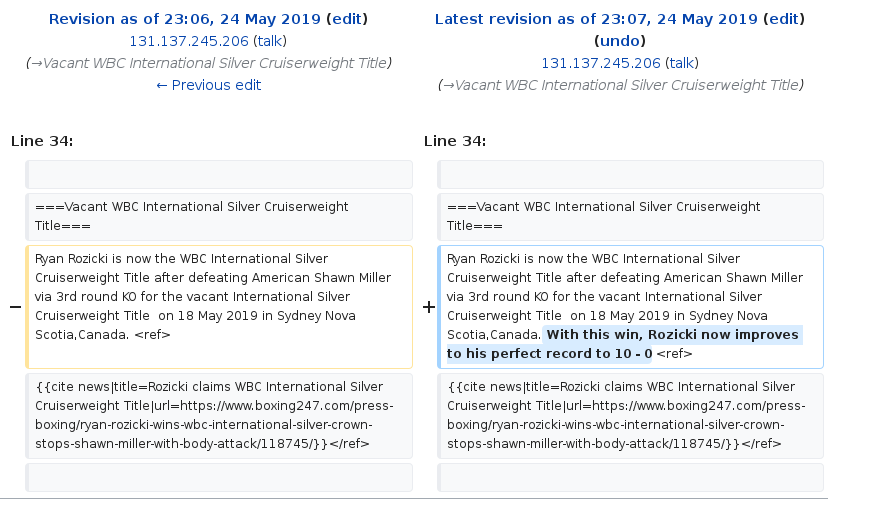 Revision as of 23:06, 24 May 2019 (edit)
131.137.245.206 (talk)
(→Vacant WBC International Silver Cruiserweight Title)
← Previous edit
Latest revision as of 23:07, 24 May 2019 (edit)
(undo)
131.137.245.206 (talk)
(→Vacant WBC International Silver Cruiserweight Title)
Line 34:
Line 34:
===Vacant WBC International Silver Cruiserweight
Title===
===Vacant WBC International Silver Cruiserweight
Title===
−
Ryan Rozicki is now the WBC International Silver
Cruiserweight Title after defeating American Shawn Miller
via 3rd round KO for the vacant International Silver
Cruiserweight Title  on 18 May 2019 in Sydney Nova
Scotia,Canada. <ref>
+
Ryan Rozicki is now the WBC International Silver
Cruiserweight Title after defeating American Shawn Miller
via 3rd round KO for the vacant International Silver
Cruiserweight Title  on 18 May 2019 in Sydney Nova
Scotia,Canada. With this win, Rozicki now improves
to his perfect record to 10 - 0 <ref>
{{cite news|title=Rozicki claims WBC International Silver
Cruiserweight Title|url=https://www.boxing247.com/press-
boxing/ryan-rozicki-wins-wbc-international-silver-crown-
stops-shawn-miller-with-body-attack/118745/}}</ref>
{{cite news|title=Rozicki claims WBC International Silver
Cruiserweight Title|url=https://www.boxing247.com/press-
boxing/ryan-rozicki-wins-wbc-international-silver-crown-
stops-shawn-miller-with-body-attack/118745/}}</ref>